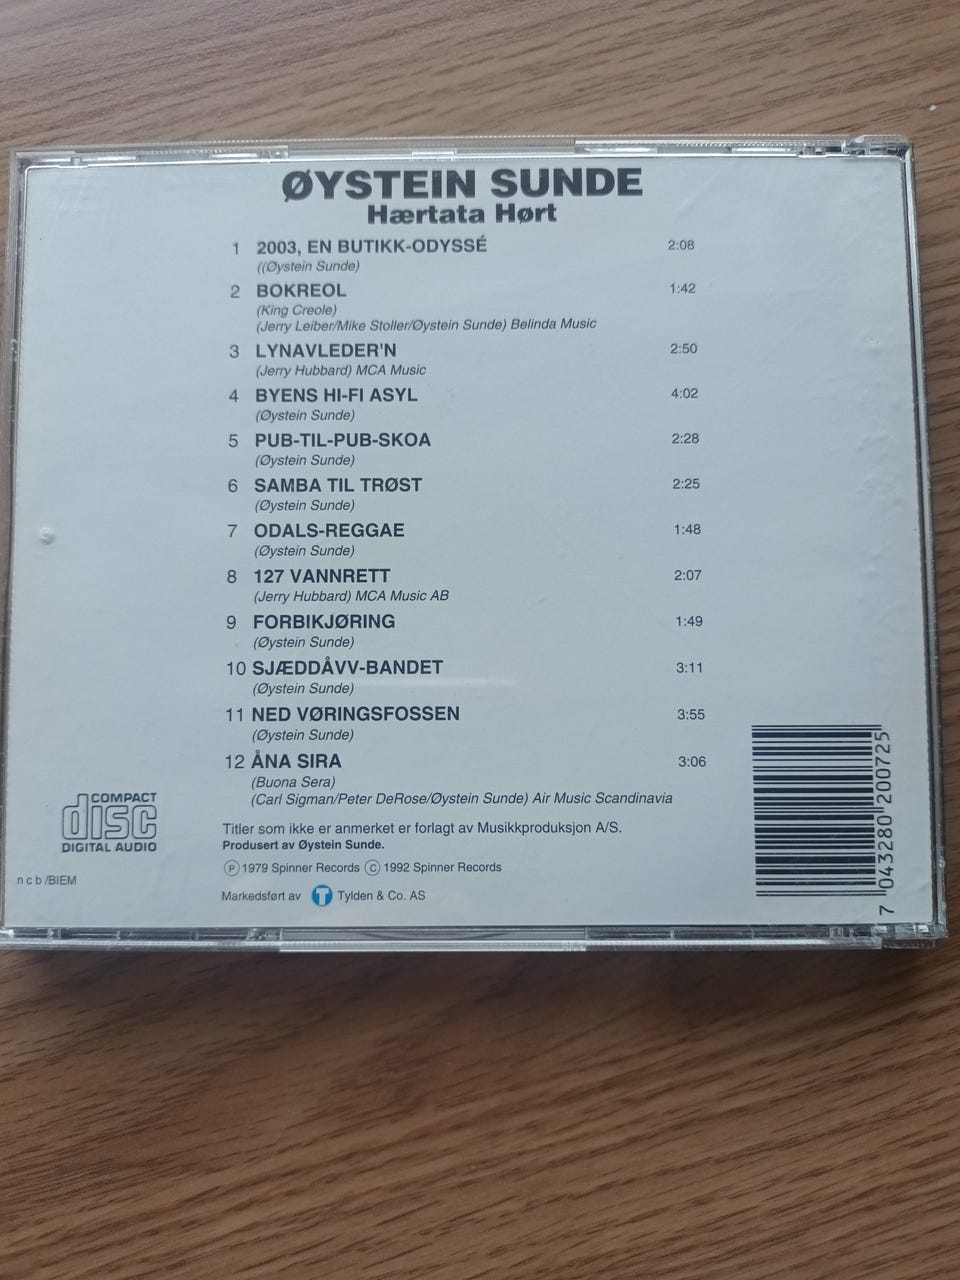 ØYSTEIN SUNDE
Hærtata Hørt
1 2003, EN BUTIKK-ODYSSÉ 2:08
((Øystein Sunde)
2 BOKREOL 1:42
(King Creole)
(Jerry Leiber/Mike Stoller/Øystein Sunde) Belinda Music
3 LYNAVLEDER'N 2:50
(Jerry Hubbard) MCA Music
4 BYENS HI-FI ASYL 4:02
(Øystein Sunde)
5 PUB-TIL-PUB-SKOA 2:28
(Øystein Sunde)
6 SAMBA TIL TRØST 2:25
(Øystein Sunde)
7 ODALS-REGGAE 1:48
(Øystein Sunde)
8 127 VANNRETT 2:07
(Jerry Hubbard) MCA Music AB
9 FORBIKJØRING 1:49
(Øystein Sunde)
10 SJÆDDÅVV-BANDET 3:11
(Øystein Sunde)
11 NED VØRINGSFOSSEN 3:55
(Øystein Sunde)
12 ÅNA SIRA 3:06
(Buona Sera)
(Carl Sigman/Peter DeRose/Øystein Sunde) Air Music Scandinavia
Titler som ikke er anmerket er forlagt av Musikkproduksjon A/S.
Produsert av Øystein Sunde.
Ⓟ 1979 Spinner Records Ⓒ 1992 Spinner Records
Markedsført av T Tylden & Co. AS
COMPACT
disc
DIGITAL AUDIO
n c b /BIEM
7 043280 200725